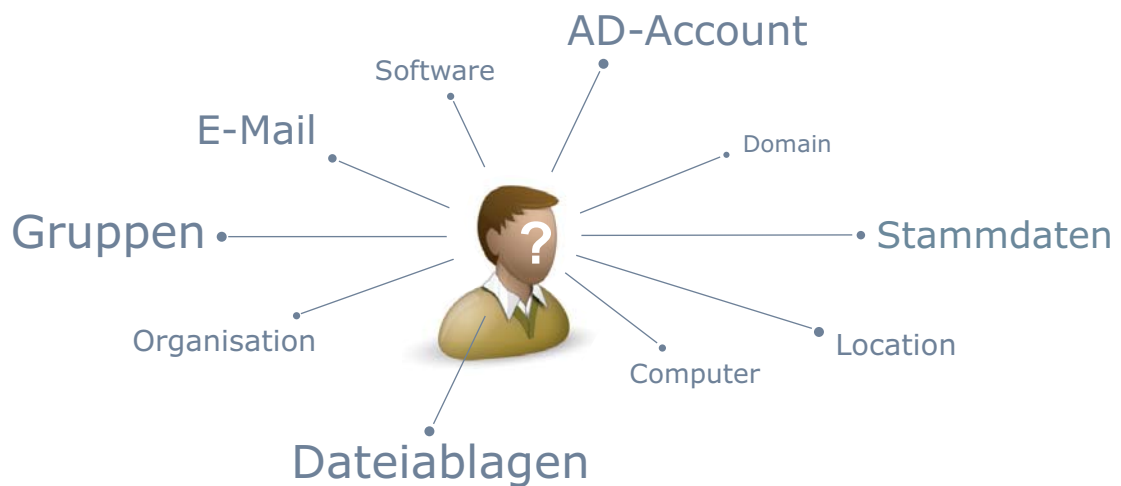 AD-Account
Software
E-Mail
Domain
Gruppen
?
Stammdaten
Organisation
Location
Computer
Dateiablagen